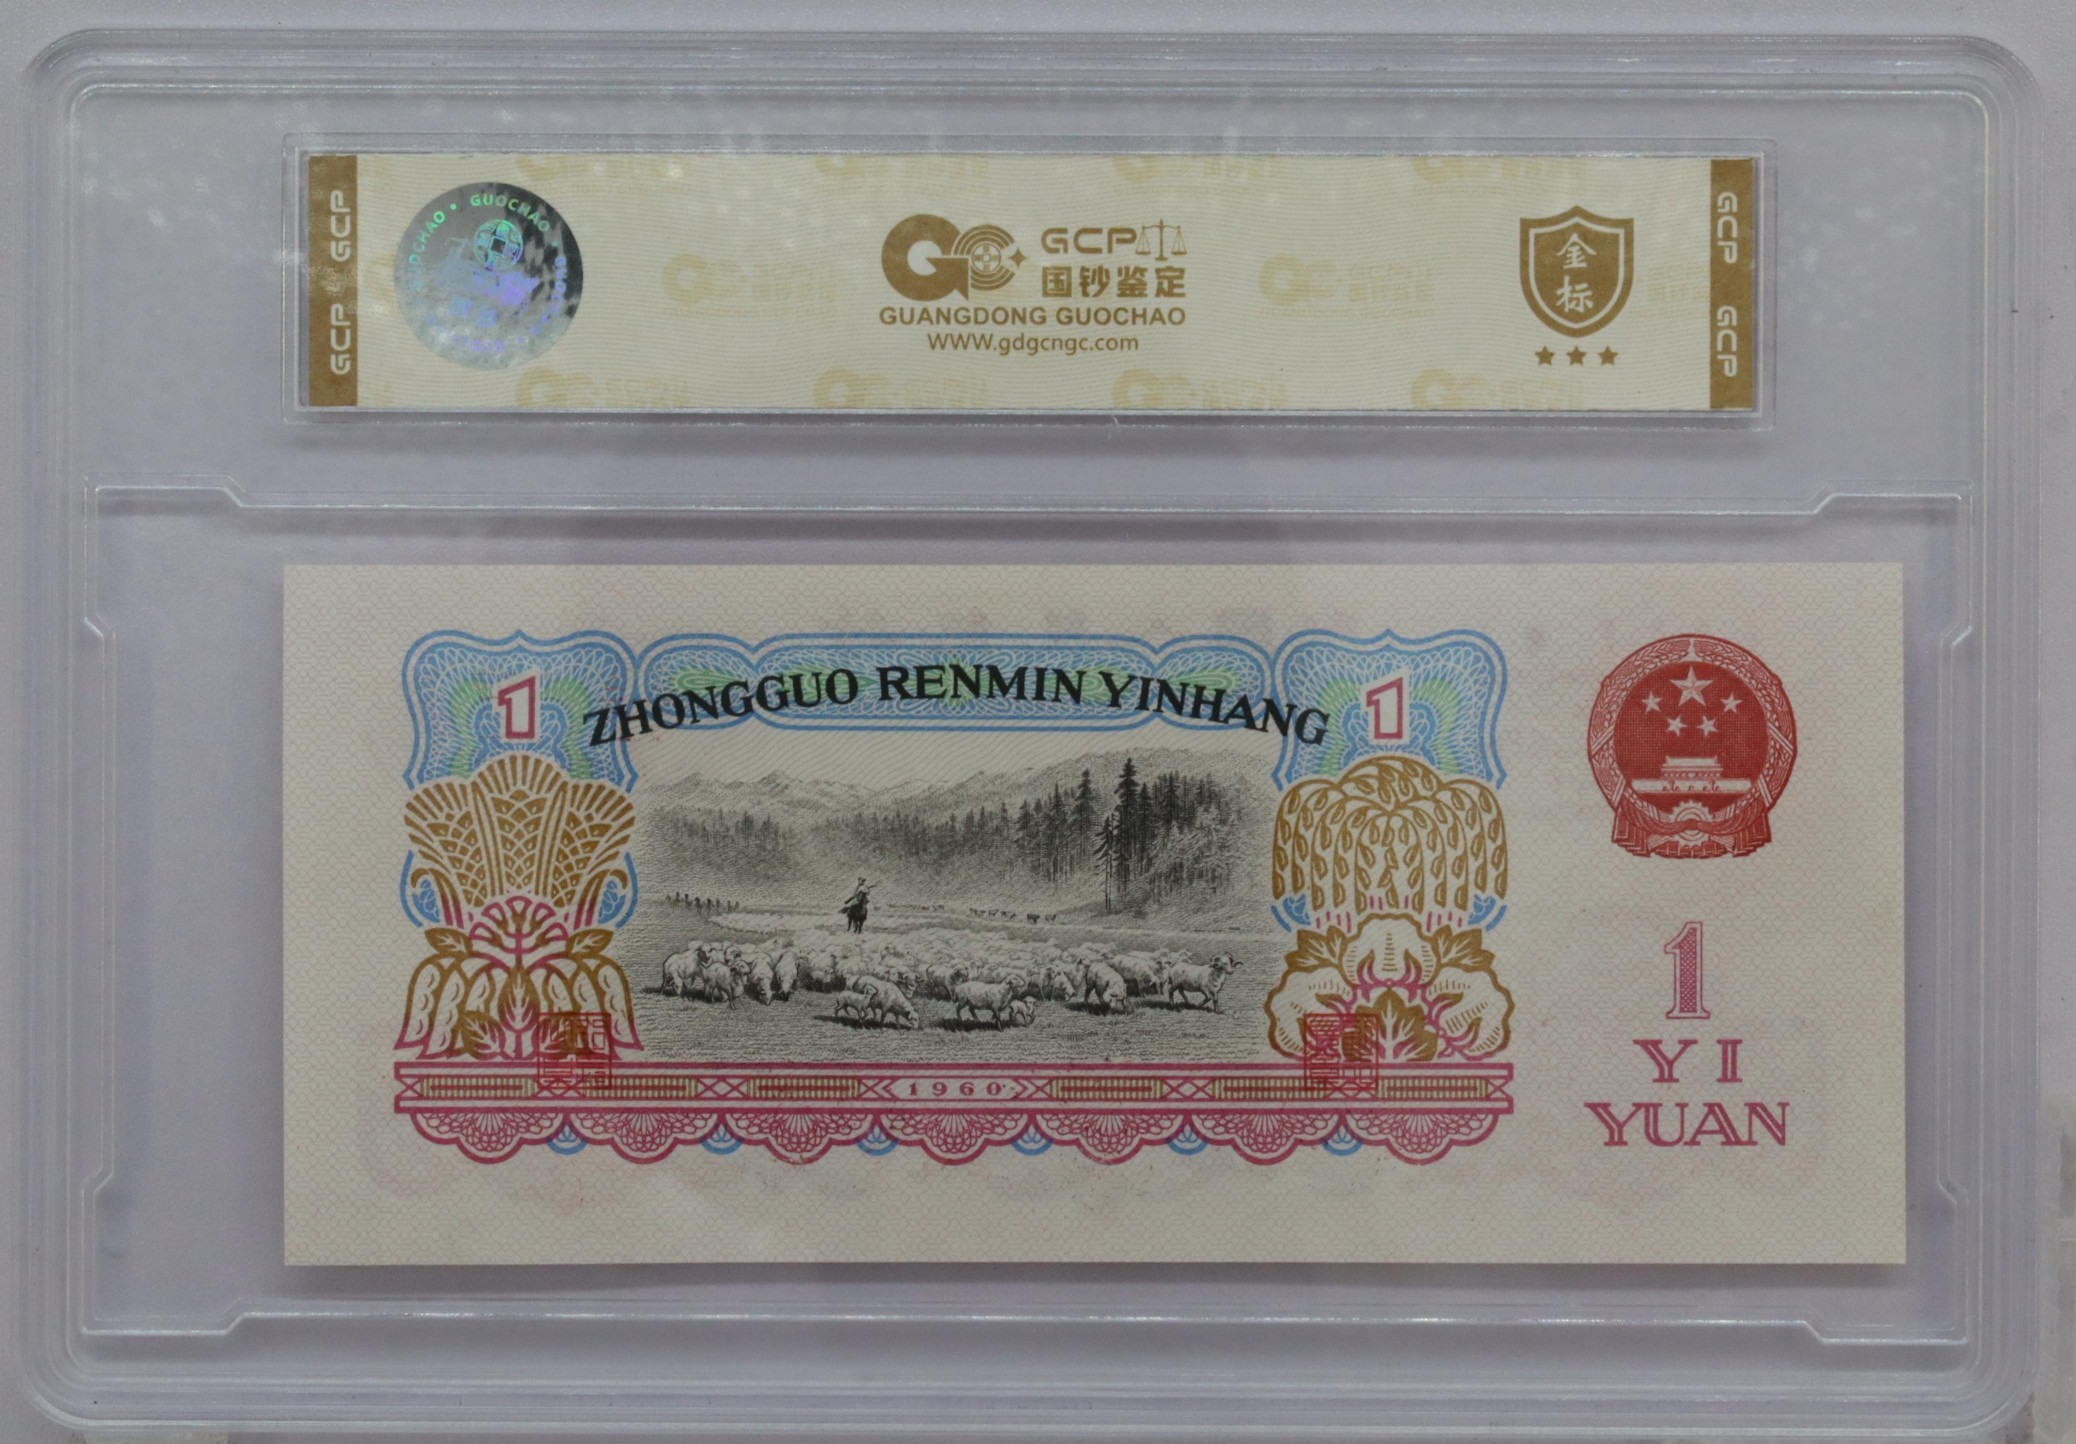 GCP GCP
GUOCHAO • GUOCHAO
GCP
国钞鉴定
GUANGDONG GUOCHAO
WWW.gdgcngc.com
金
标
GCP GCP
ZHONGGUO RENMIN YINHANG
1
1
1960
1
YI
YUAN